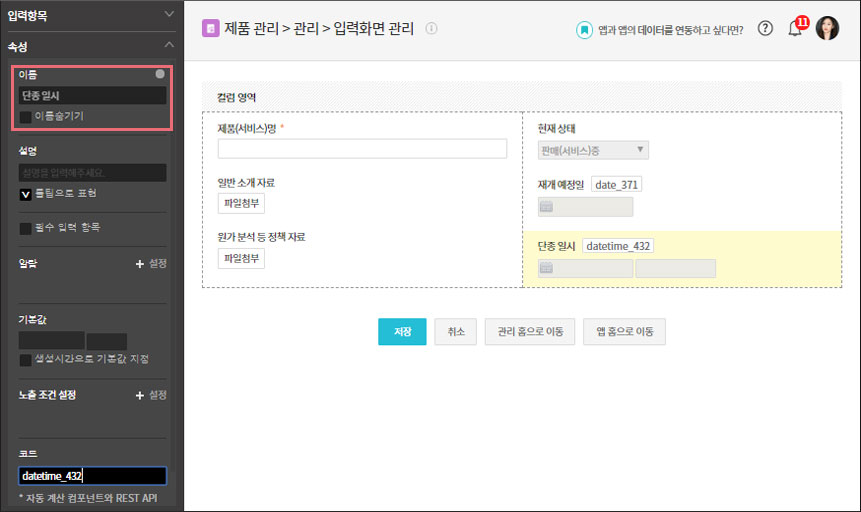 입력항목
속성
이름
단종 일시
이름숨기기
설명
설명을 입력해주세요.
툴팁으로 표현
필수 입력 항목
알맞
+ 설정
기본값
생성시간으로 기본값 지정
노출 조건 설정
+ 설정
코드
datetime_432
* 자동 계산 컴포넌트와 REST API
제품 관리 > 관리 > 입력화면 관리
앱과 앱의 데이터를 연동하고 싶다면?
11
컬럼 영역
제품(서비스)명 *
일반 소개 자료
파일첨부
원가 분석 등 정책 자료
파일첨부
현재 상태
판매(서비스)중
재개 예정일 date_371
단종 일시 datetime_432
저장
취소
관리 홈으로 이동
앱 홈으로 이동